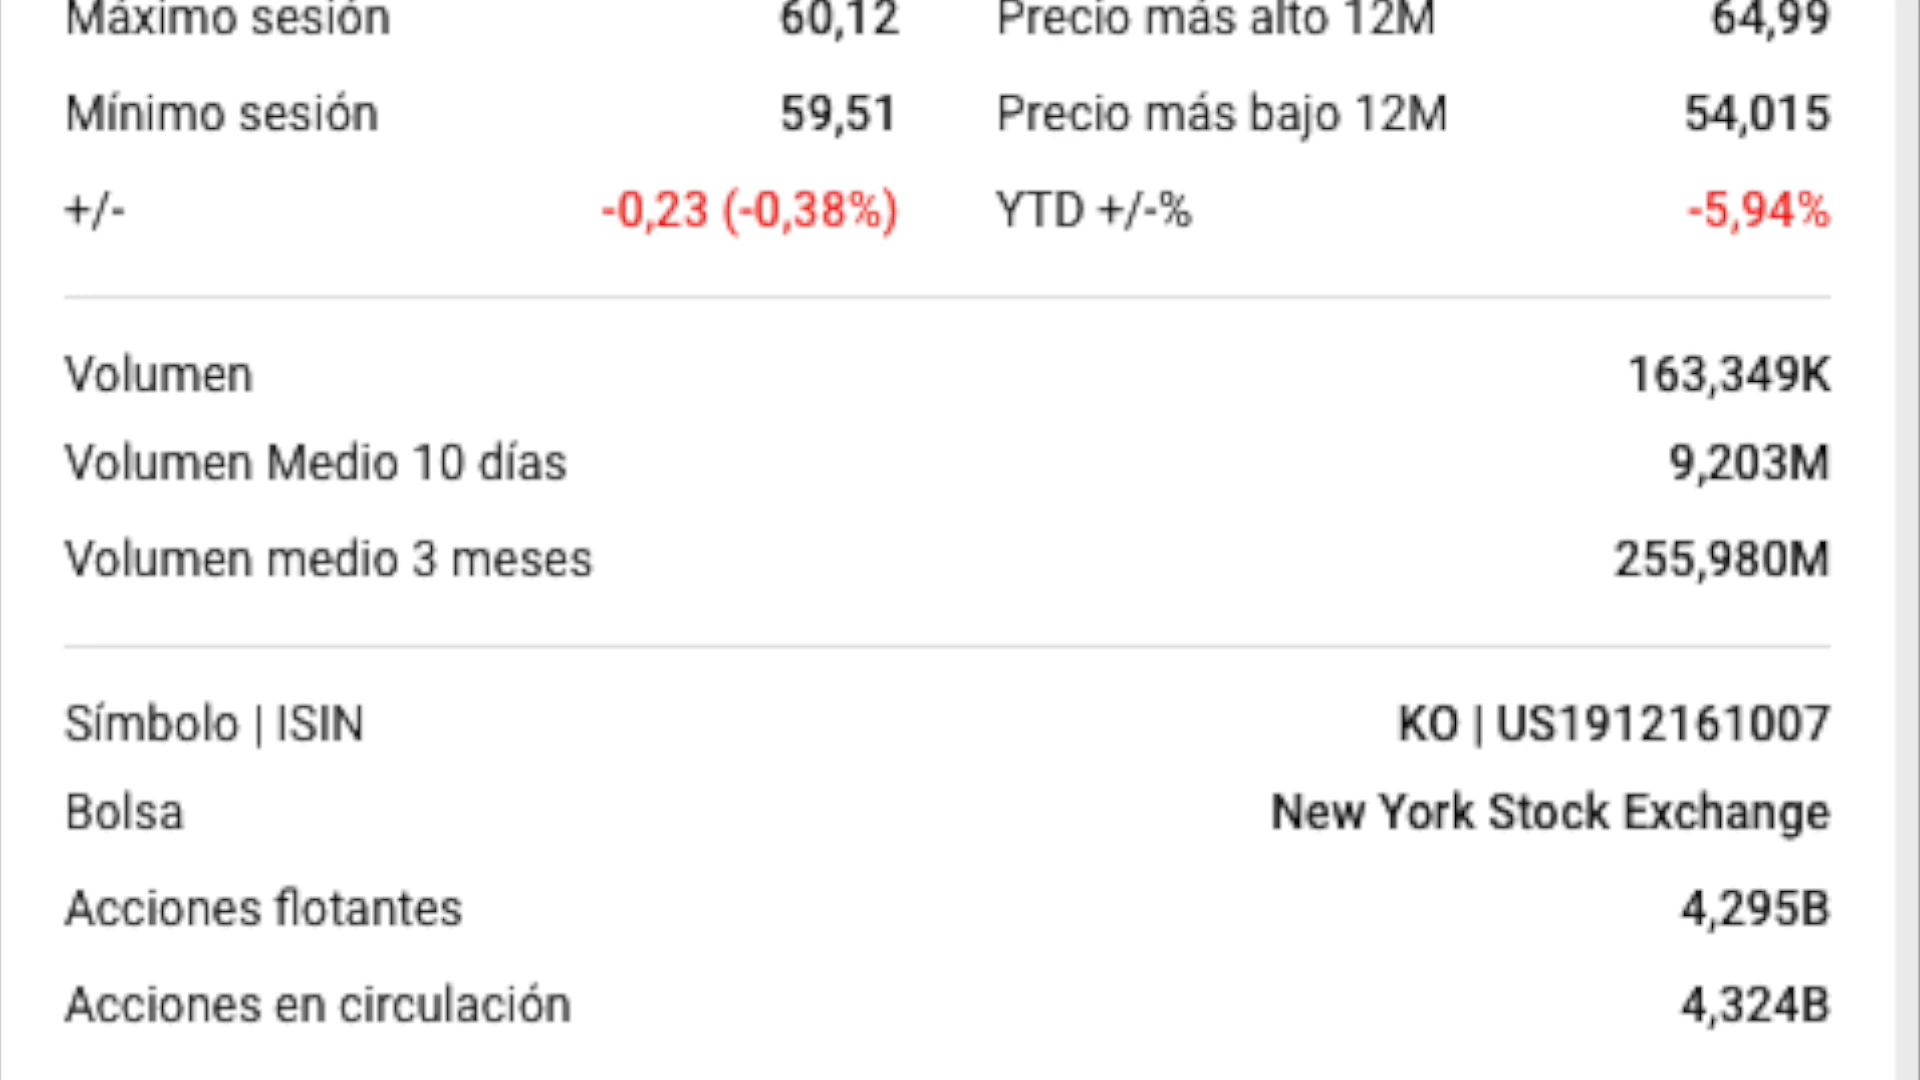 Máximo sesión 60,12 Precio más alto 12M 64,99
Mínimo sesión 59,51 Precio más bajo 12M 54,015
+/- -0,23 (-0,38%) YTD +/-% -5,94%
Volumen 163,349K
Volumen Medio 10 días 9,203M
Volumen medio 3 meses 255,980M
Símbolo | ISIN KO | US1912161007
Bolsa New York Stock Exchange
Acciones flotantes 4,295B
Acciones en circulación 4,324B